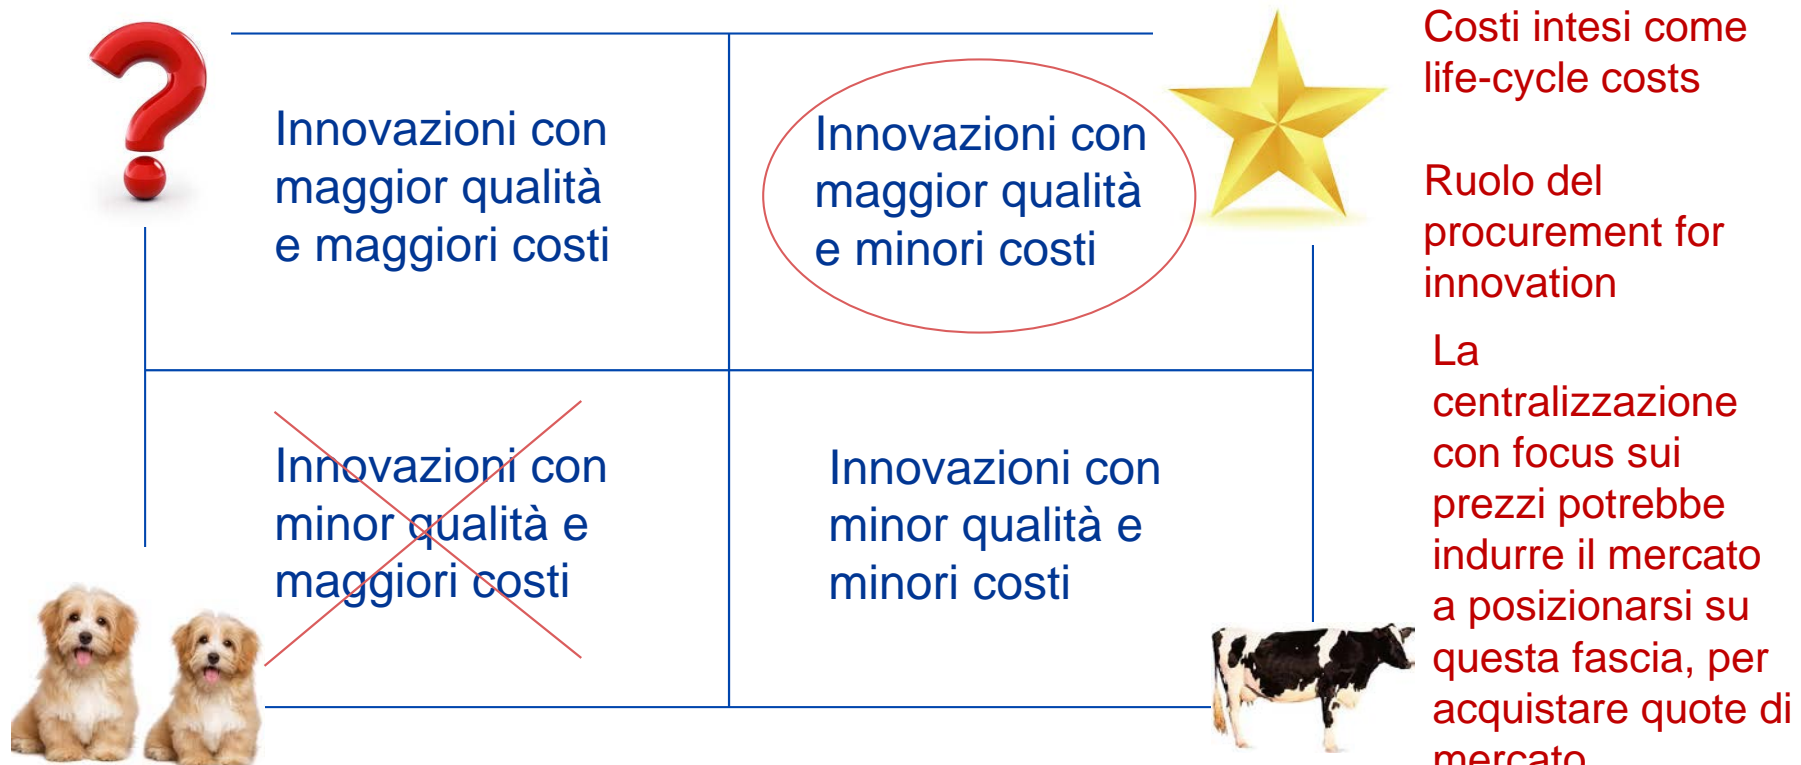 Innovazioni con
maggior qualità
e maggiori costi
Innovazioni con
maggior qualità
e minori costi
Innovazioni con
minor qualità e
maggiori costi
Innovazioni con
minor qualità e
minori costi
Costi intesi come
life-cycle costs
Ruolo del
procurement for
innovation
La
centralizzazione
con focus sui
prezzi potrebbe
indurre il mercato
a posizionarsi su
questa fascia, per
acquistare quote di
mercato